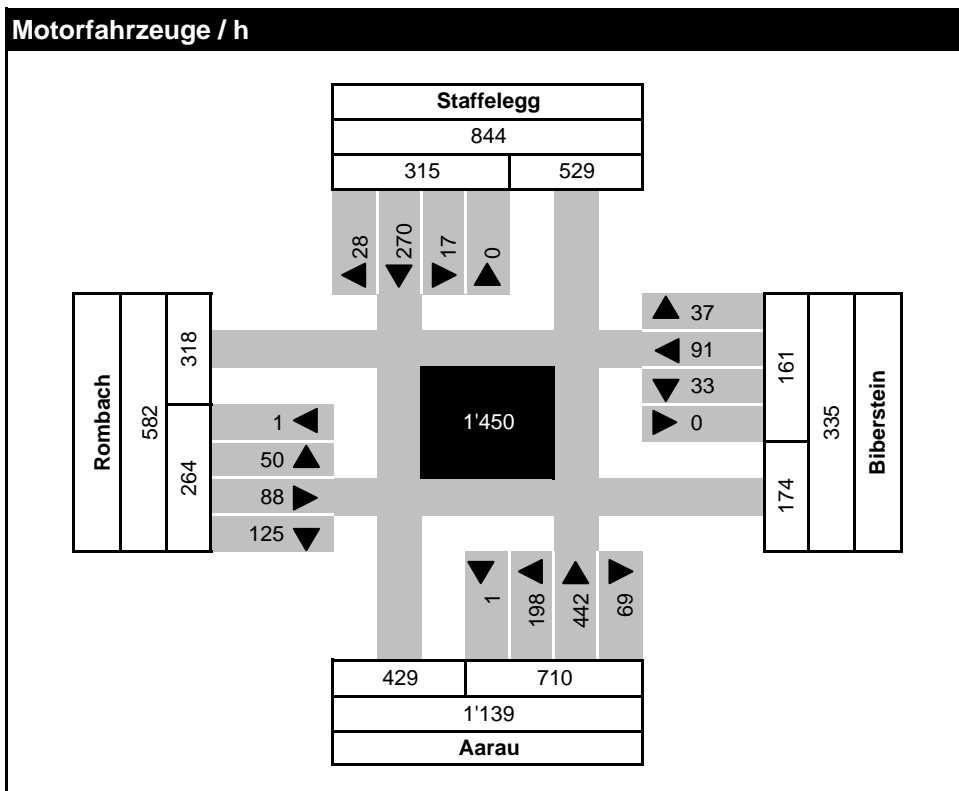 Motorfahrzeuge / h
Staffelegg
844
315 529
28 270 17 0
Rombach 582 318
264
1
50
88
125
1'450
37
91
33
0
161
174
335
Biberstein
1 198 442 69
429 710
1'139
Aarau